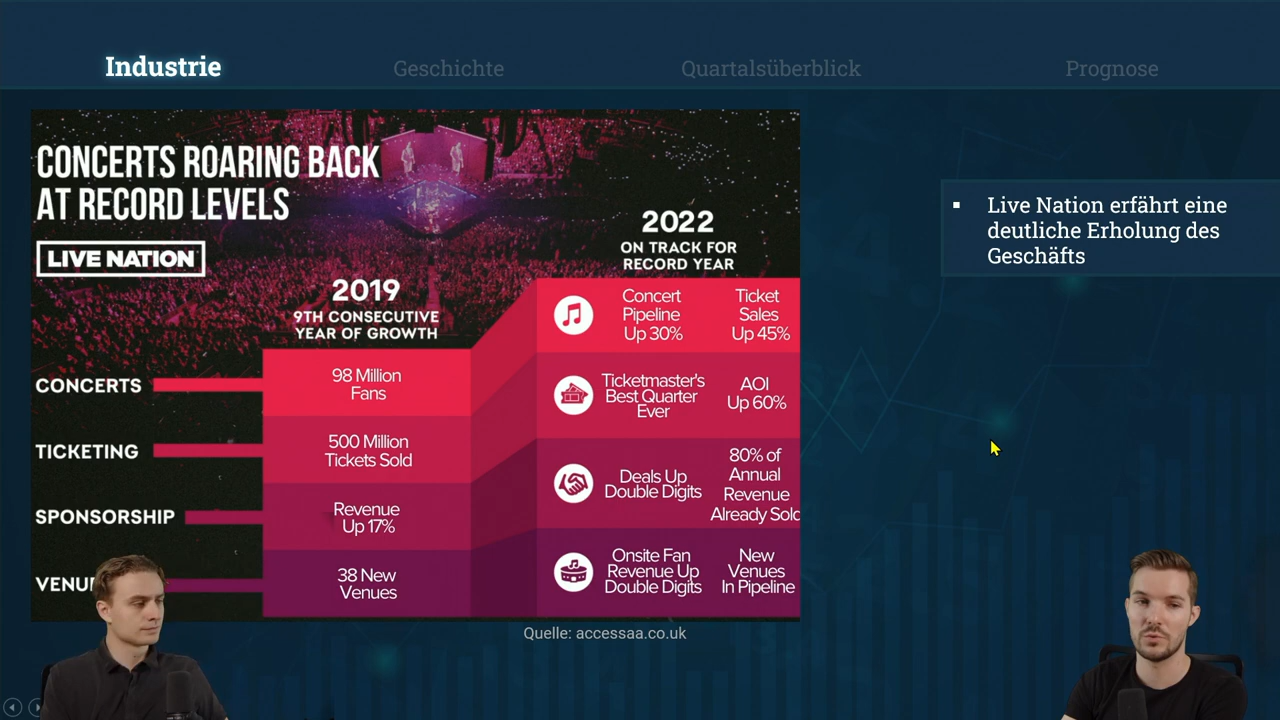 Industrie
Geschichte
Quartalsüberblick
Prognose
CONCERTS ROARING BACK
AT RECORD LEVELS
LIVE NATION
2019
9TH CONSECUTIVE
YEAR OF GROWTH
2022
ON TRACK FOR
RECORD YEAR
CONCERTS
98 Million
Fans
Concert
Pipeline
Up 30%
Ticket
Sales
Up 45%
TICKETING
500 Million
Tickets Sold
Ticketmaster's
Best Quarter
Ever
AOI
Up 60%
SPONSORSHIP
Revenue
Up 17%
Deals Up
Double Digits
80% of
Annual
Revenue
Already Sold
38 New
Venues
Onsite Fan
Revenue Up
Double Digits
New
Venues
In Pipeline
Quelle: accessaa.co.uk
▪ Live Nation erfährt eine
deutliche Erholung des
Geschäfts